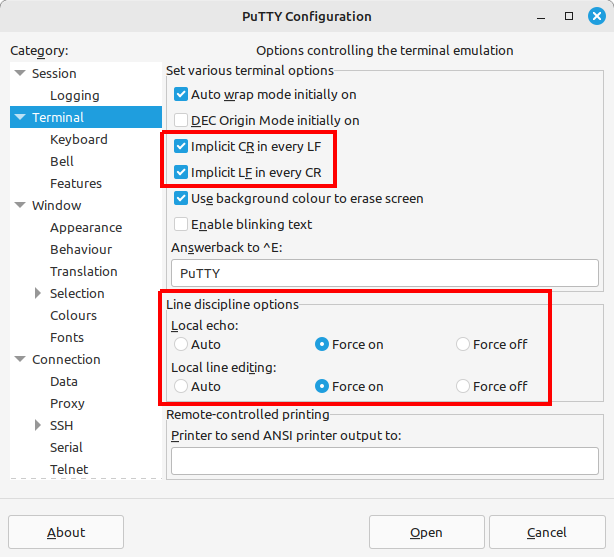 PuTTY Configuration
Category:
Options controlling the terminal emulation
Session
Logging
Terminal
Keyboard
Bell
Features
Window
Appearance
Behaviour
Translation
Selection
Colours
Fonts
Connection
Data
Proxy
SSH
Serial
Telnet
Set various terminal options
Auto wrap mode initially on
DEC Origin Mode initially on
Implicit CR in every LF
Implicit LF in every CR
Use background colour to erase screen
Enable blinking text
Answerback to ^E:
PuTTY
Line discipline options
Local echo:
Auto Force on Force off
Local line editing:
Auto Force on Force off
Remote-controlled printing
Printer to send ANSI printer output to:
About Open Cancel